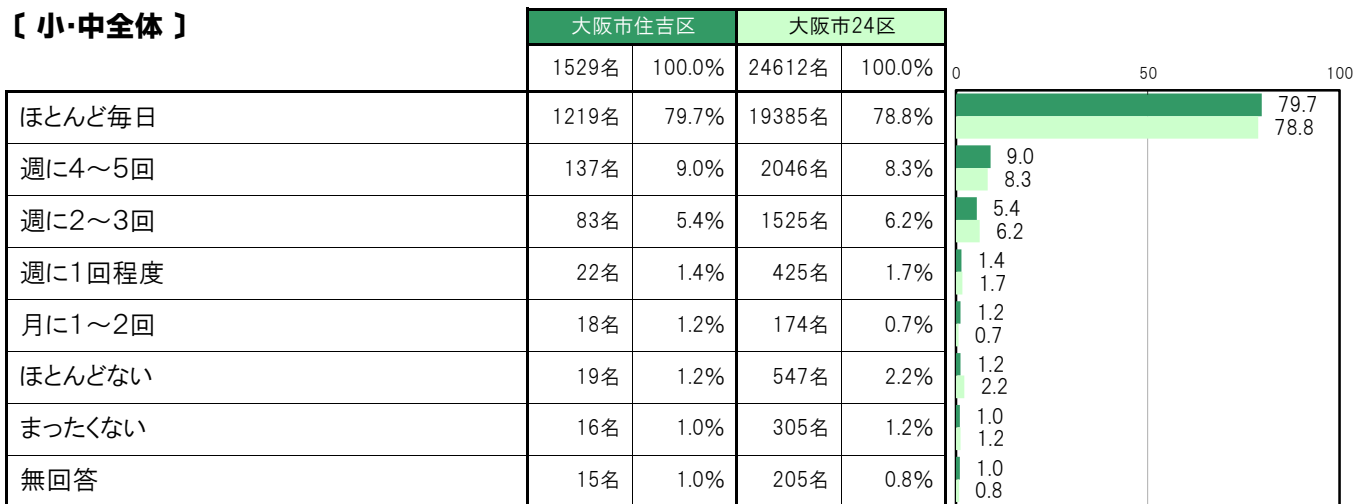 〔 小・中全体 〕
大阪市住吉区 大阪市24区
1529名 100.0% 24612名 100.0% 0 50 100
ほとんど毎日 1219名 79.7% 19385名 78.8% 79.7
78.8
週に4～5回 137名 9.0% 2046名 8.3% 9.0
8.3
週に2～3回 83名 5.4% 1525名 6.2% 5.4
6.2
週に1回程度 22名 1.4% 425名 1.7% 1.4
1.7
月に1～2回 18名 1.2% 174名 0.7% 1.2
0.7
ほとんどない 19名 1.2% 547名 2.2% 1.2
2.2
まったくない 16名 1.0% 305名 1.2% 1.0
1.2
無回答 15名 1.0% 205名 0.8% 1.0
0.8